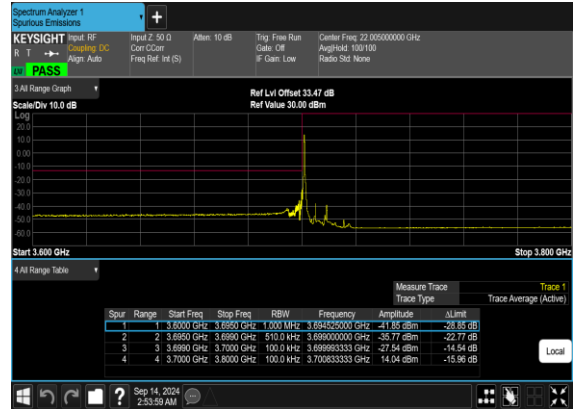 Spectrum Analyzer 1
Spurious Emissions
KEYSIGHT Input: RF Input Z: 50 Ω Atten: 10 dB Trig: Free Run Center Freq: 22.005000000 GHz
R T Coupling: DC Corr CCorr Gate: Off Avg|Hold: 100/100
Align: Auto Freq Ref: Int (S) IF Gain: Low Radio Std: None
LW PASS
3 All Range Graph Ref Lvl Offset 33.47 dB
Scale/Div 10.0 dB Ref Value 30.00 dBm
Log
20.0
10.0
0.00
-10.0
-20.0
-30.0
-40.0
-50.0
-60.0
Start 3.600 GHz Stop 3.800 GHz
4 All Range Table
Measure Trace Trace 1
Trace Type Trace Average (Active)
Spur Range Start Freq Stop Freq RBW Frequency Amplitude ΔLimit
1 1 3.6000 GHz 3.6950 GHz 1.000 MHz 3.694525000 GHz -41.85 dBm -28.85 dB
2 2 3.6950 GHz 3.6990 GHz 510.0 kHz 3.699000000 GHz -35.77 dBm -22.77 dB
3 3 3.6990 GHz 3.7000 GHz 100.0 kHz 3.699993333 GHz -27.54 dBm -14.54 dB
4 4 3.7000 GHz 3.8000 GHz 100.0 kHz 3.700833333 GHz 14.04 dBm -15.96 dB
Local
? Sep 14, 2024
2:53:59 AM